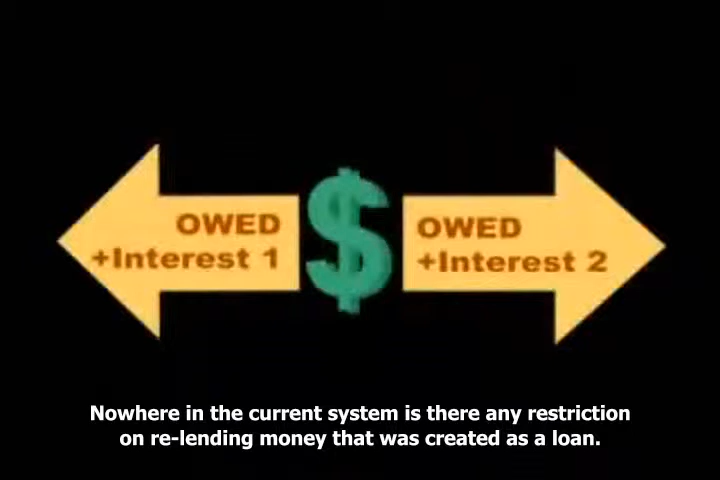 OWED
+Interest 1
$
OWED
+Interest 2
Nowhere in the current system is there any restriction
on re-lending money that was created as a loan.